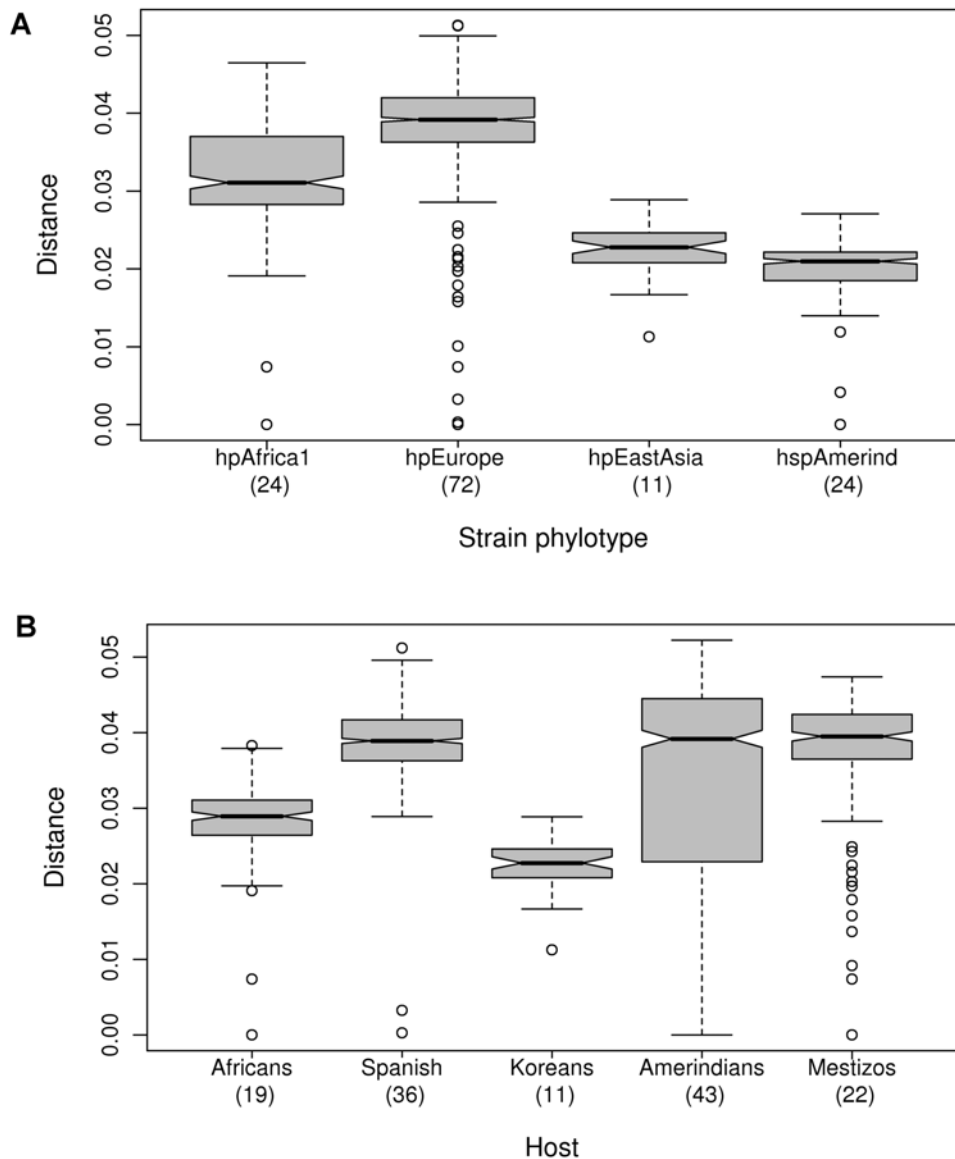 A
0.05
0.04
0.03
0.02
0.01
0.00
Distance
hpAfrica1 hpEurope hpEastAsia hspAmerind
(24) (72) (11) (24)
Strain phylotype
B
0.05
0.04
0.03
0.02
0.01
0.00
Distance
Africans Spanish Koreans Amerindians Mestizos
(19) (36) (11) (43) (22)
Host